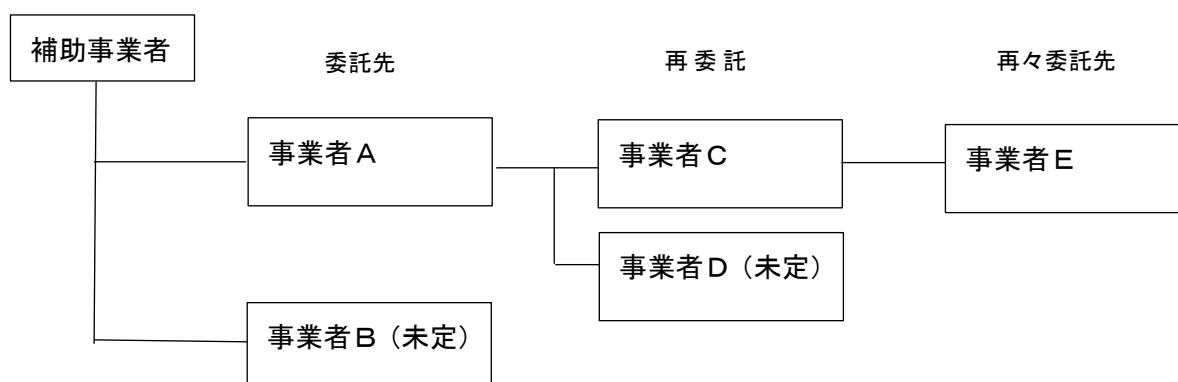 補助事業者
委託先
再 委 託
再々委託先
事業者A
事業者C
事業者E
事業者D（未定）
事業者B（未定）